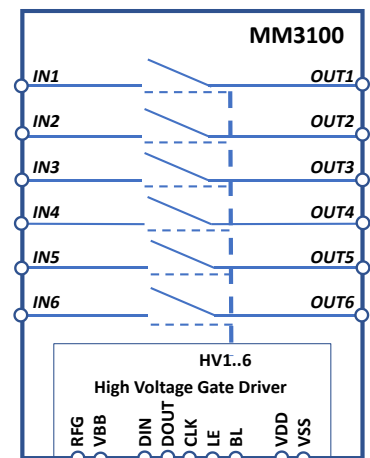 MM3100
IN1 OUT1
IN2 OUT2
IN3 OUT3
IN4 OUT4
IN5 OUT5
IN6 OUT6
HV1..6
High Voltage Gate Driver
RFG VBB DIN DOUT CLK LE BL VDD VSS